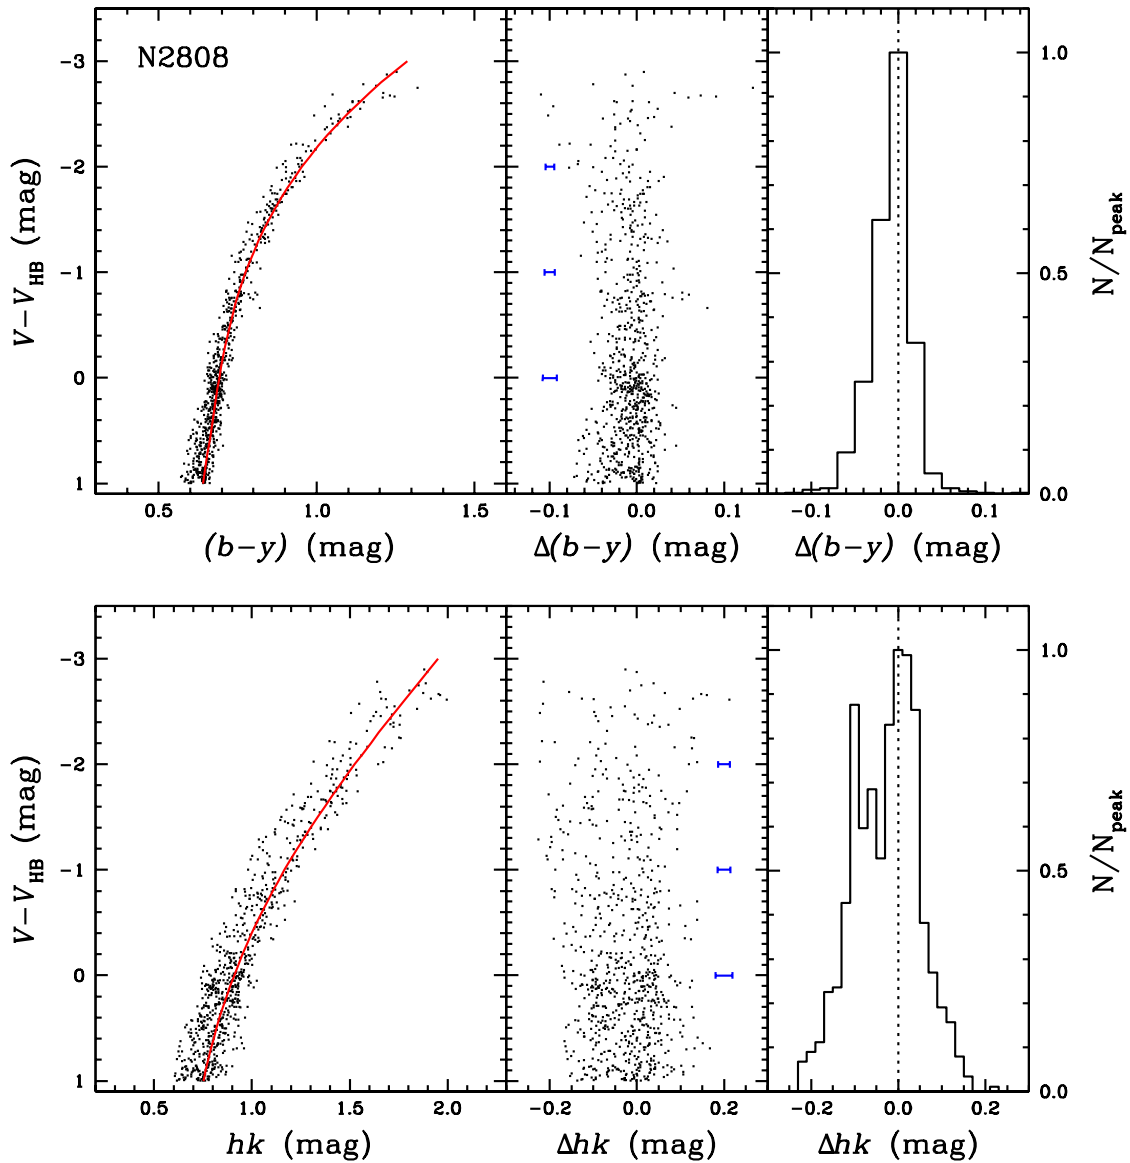 N2808
-3
-2
-1
0
1
V−V_HB (mag)
0.5 1.0 1.5
(b−y) (mag)
-0.1 0.0 0.1
Δ(b−y) (mag)
-0.1 0.0 0.1
Δ(b−y) (mag)
1.0
0.5
0.0
N/N_peak
-3
-2
-1
0
1
V−V_HB (mag)
0.5 1.0 1.5 2.0
hk (mag)
-0.2 0.0 0.2
Δhk (mag)
-0.2 0.0 0.2
Δhk (mag)
1.0
0.5
0.0
N/N_peak